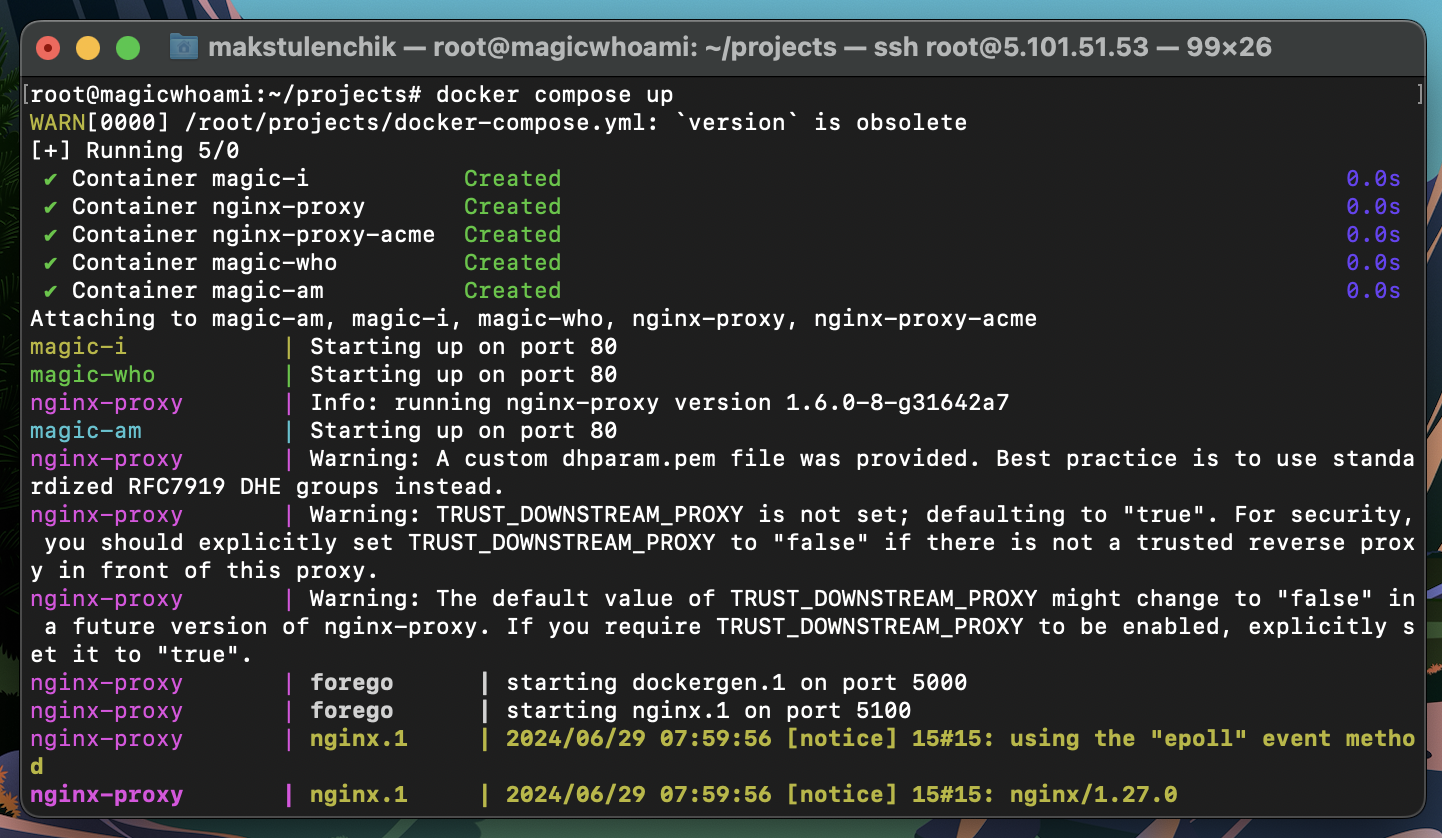 makstulenchik — root@magicwhoami: ~/projects — ssh root@5.101.51.53 — 99×26
[root@magicwhoami:~/projects# docker compose up ]
WARN[0000] /root/projects/docker-compose.yml: `version` is obsolete
[+] Running 5/0
✔ Container magic-i Created 0.0s
✔ Container nginx-proxy Created 0.0s
✔ Container nginx-proxy-acme Created 0.0s
✔ Container magic-who Created 0.0s
✔ Container magic-am Created 0.0s
Attaching to magic-am, magic-i, magic-who, nginx-proxy, nginx-proxy-acme
magic-i | Starting up on port 80
magic-who | Starting up on port 80
nginx-proxy | Info: running nginx-proxy version 1.6.0-8-g31642a7
magic-am | Starting up on port 80
nginx-proxy | Warning: A custom dhparam.pem file was provided. Best practice is to use standa
rdized RFC7919 DHE groups instead.
nginx-proxy | Warning: TRUST_DOWNSTREAM_PROXY is not set; defaulting to "true". For security,
you should explicitly set TRUST_DOWNSTREAM_PROXY to "false" if there is not a trusted reverse prox
y in front of this proxy.
nginx-proxy | Warning: The default value of TRUST_DOWNSTREAM_PROXY might change to "false" in
a future version of nginx-proxy. If you require TRUST_DOWNSTREAM_PROXY to be enabled, explicitly s
et it to "true".
nginx-proxy | forego | starting dockergen.1 on port 5000
nginx-proxy | forego | starting nginx.1 on port 5100
nginx-proxy | nginx.1 | 2024/06/29 07:59:56 [notice] 15#15: using the "epoll" event metho
d
nginx-proxy | nginx.1 | 2024/06/29 07:59:56 [notice] 15#15: nginx/1.27.0